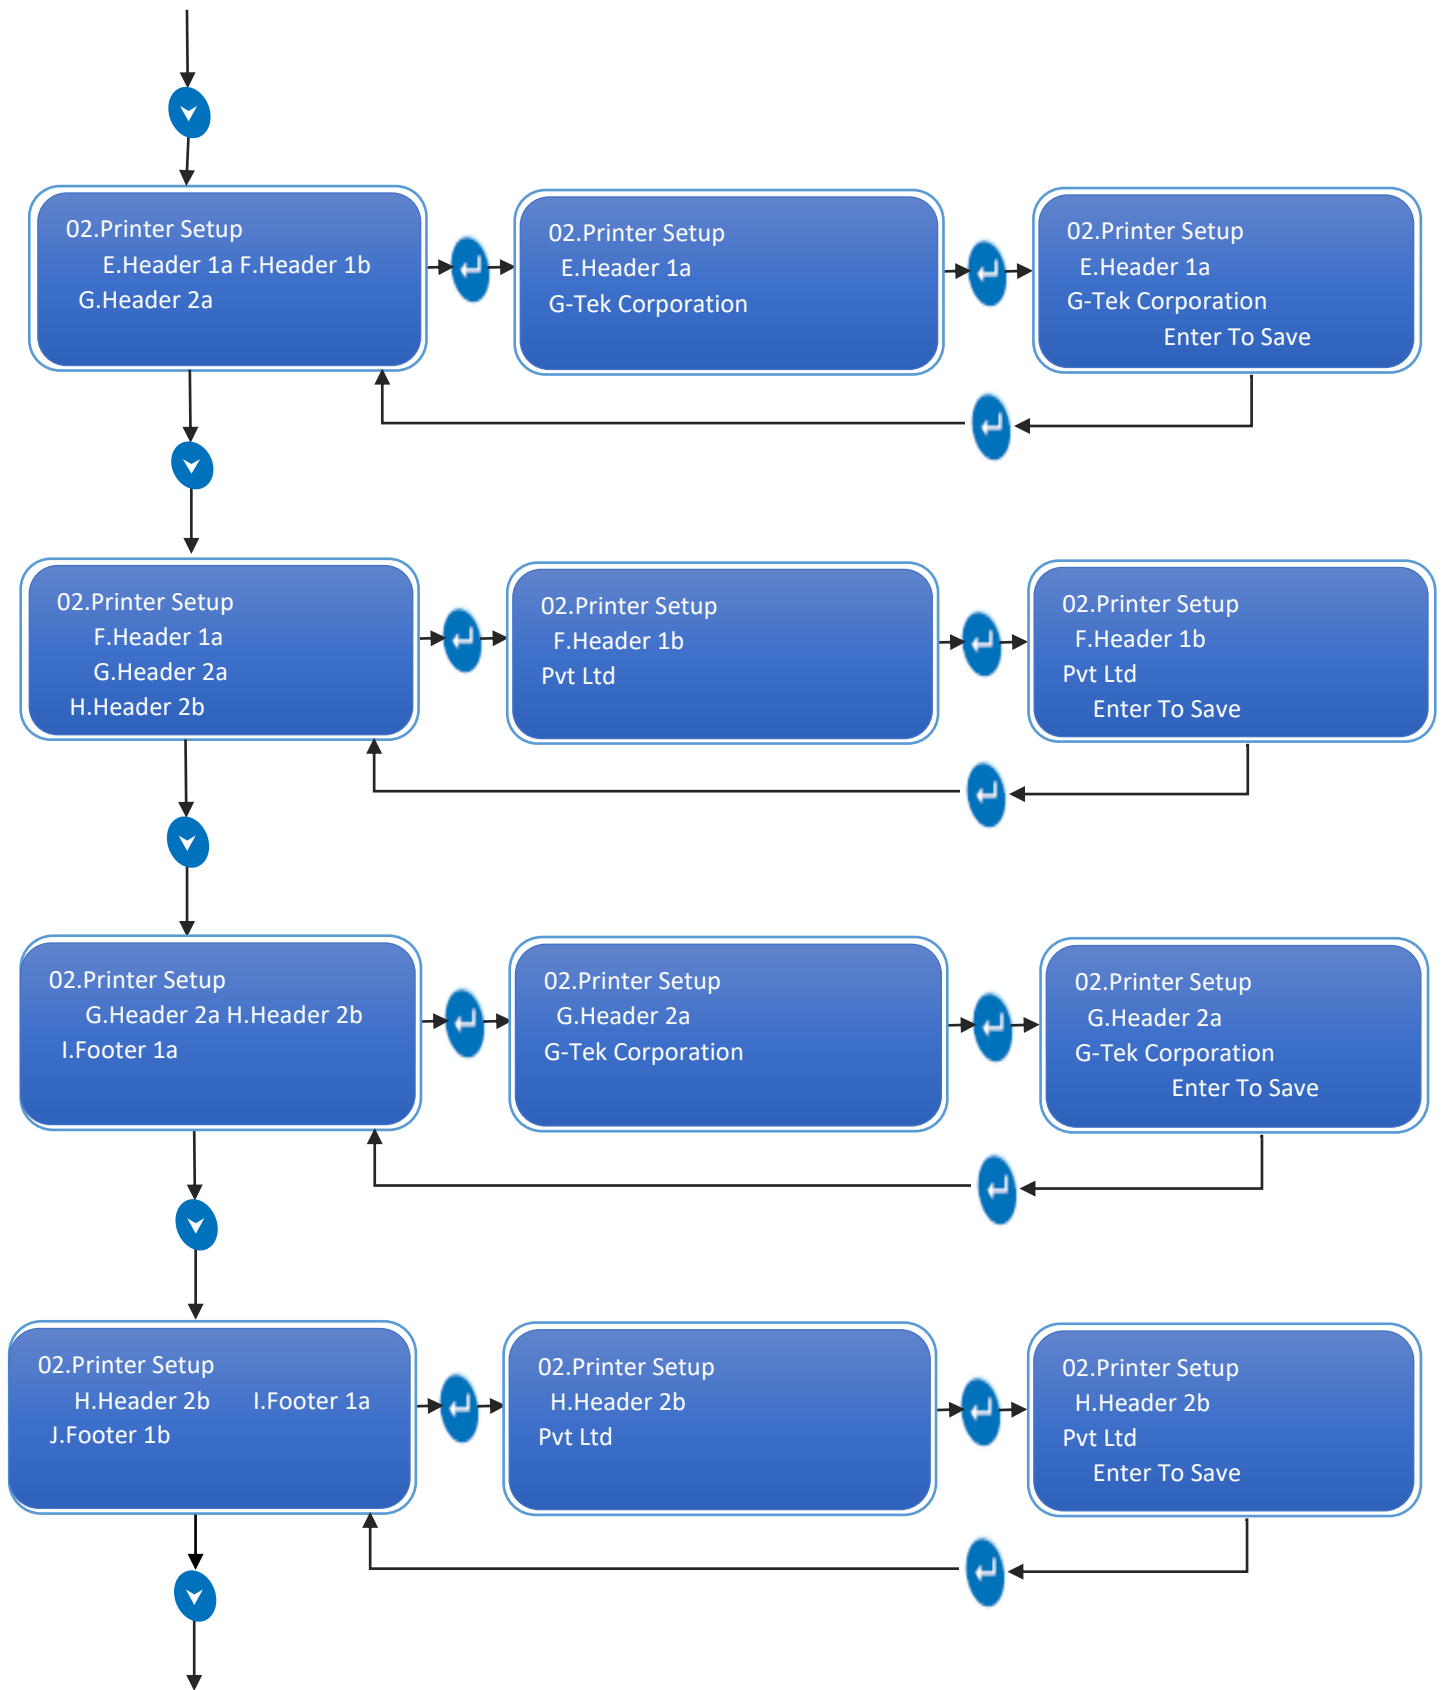 02.Printer Setup
E.Header 1a F.Header 1b
G.Header 2a
02.Printer Setup
E.Header 1a
G-Tek Corporation
02.Printer Setup
E.Header 1a
G-Tek Corporation
Enter To Save
02.Printer Setup
F.Header 1a
G.Header 2a
H.Header 2b
02.Printer Setup
F.Header 1b
Pvt Ltd
02.Printer Setup
F.Header 1b
Pvt Ltd
Enter To Save
02.Printer Setup
G.Header 2a H.Header 2b
I.Footer 1a
02.Printer Setup
G.Header 2a
G-Tek Corporation
02.Printer Setup
G.Header 2a
G-Tek Corporation
Enter To Save
02.Printer Setup
H.Header 2b I.Footer 1a
J.Footer 1b
02.Printer Setup
H.Header 2b
Pvt Ltd
02.Printer Setup
H.Header 2b
Pvt Ltd
Enter To Save